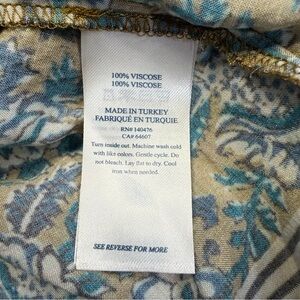 100% VISCOSE
100% VISCOSE
MADE IN TURKEY
FABRIQUÉ EN TURQUIE
RN# 140476
CA# 64607
Turn inside out. Machine wash cold
with like colors. Gentle cycle. Do
not bleach. Lay flat to dry. Cool
iron when needed.
SEE REVERSE FOR MORE